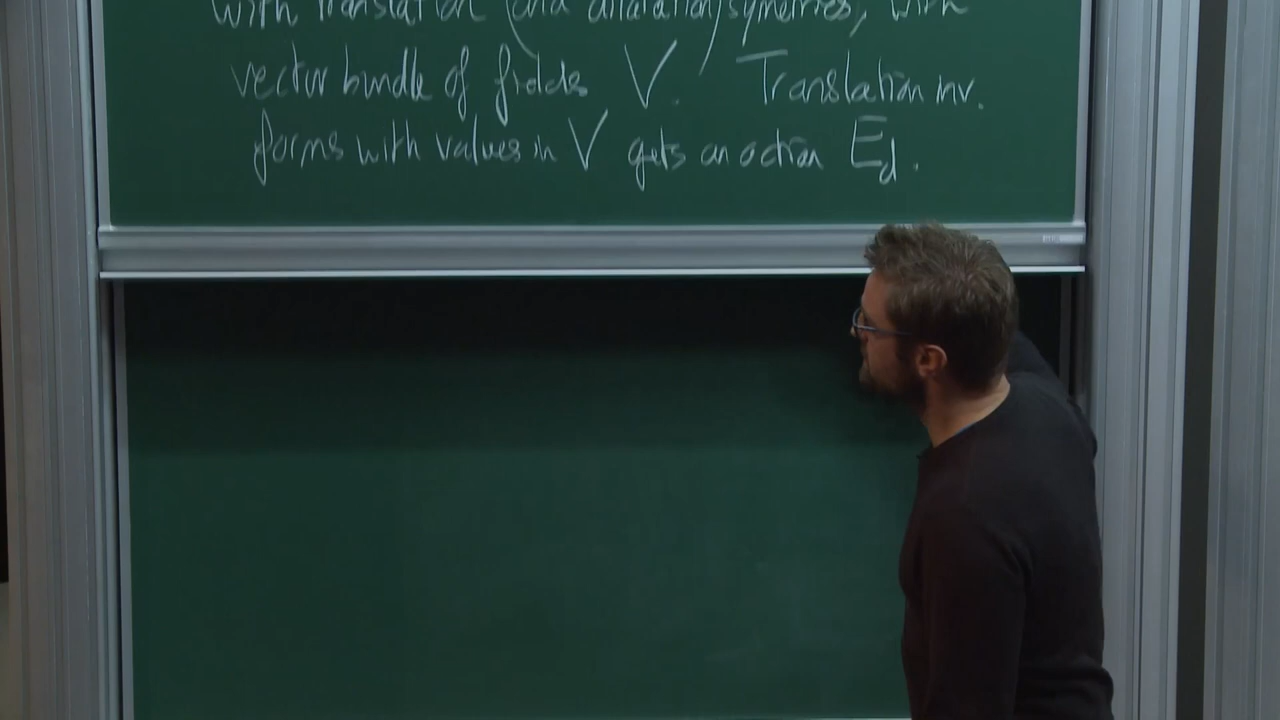 with translation (and dilatation) symetries, with
vector bundle of fields V. Translation inv.
forms with values in V gets an action E_d.